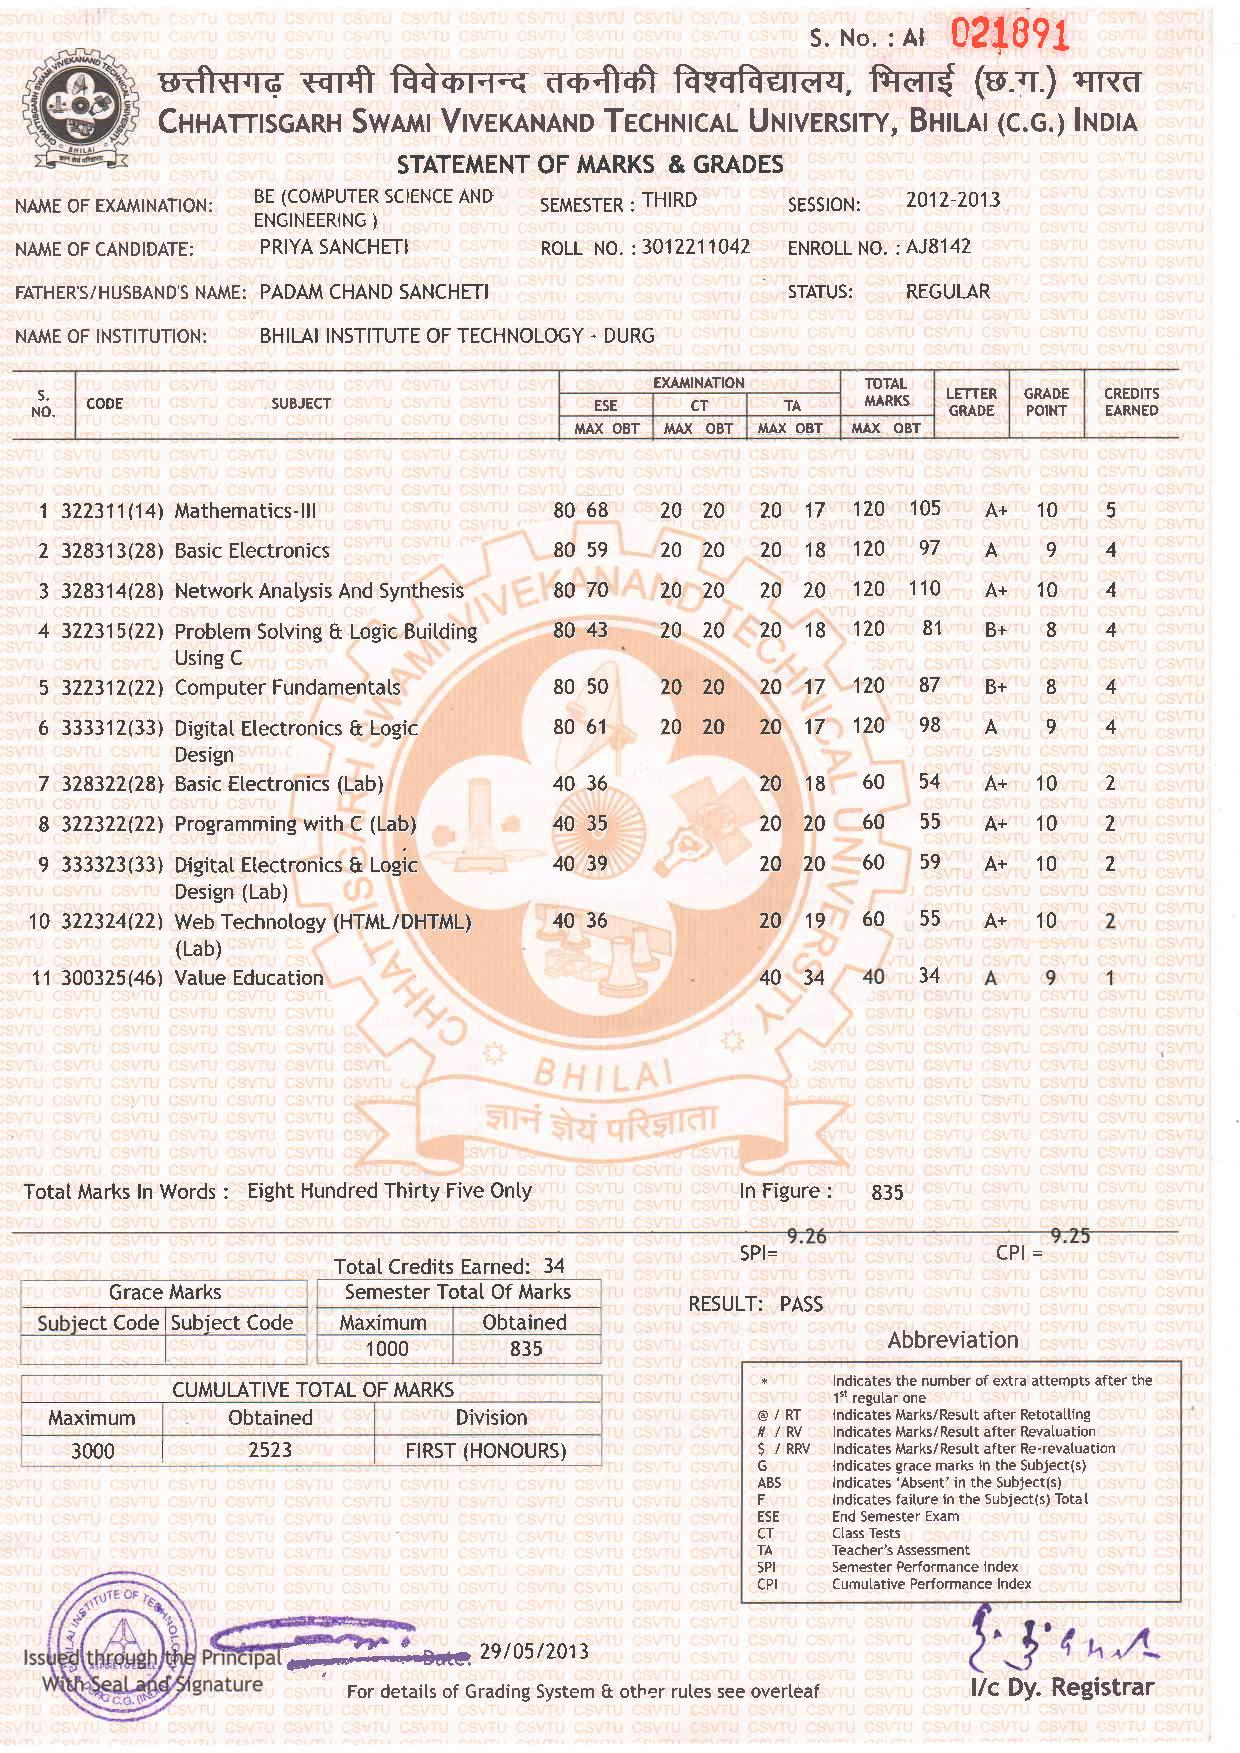 S. No. : AI 021891
छत्तीसगढ़ स्वामी विवेकानन्द तकनीकी विश्वविद्यालय, भिलाई (छ.ग.) भारत
CHHATTISGARH SWAMI VIVEKANAND TECHNICAL UNIVERSITY, BHILAI (C.G.) INDIA
STATEMENT OF MARKS & GRADES
NAME OF EXAMINATION: BE (COMPUTER SCIENCE AND ENGINEERING ) SEMESTER : THIRD SESSION: 2012-2013
NAME OF CANDIDATE: PRIYA SANCHETI ROLL NO. : 3012211042 ENROLL NO. : AJ8142
FATHER'S/HUSBAND'S NAME: PADAM CHAND SANCHETI STATUS: REGULAR
NAME OF INSTITUTION: BHILAI INSTITUTE OF TECHNOLOGY - DURG
S. NO. CODE SUBJECT EXAMINATION TOTAL MARKS LETTER GRADE GRADE POINT CREDITS EARNED
ESE CT TA
MAX OBT MAX OBT MAX OBT MAX OBT
1 322311(14) Mathematics-III 80 68 20 20 20 17 120 105 A+ 10 5
2 328313(28) Basic Electronics 80 59 20 20 20 18 120 97 A 9 4
3 328314(28) Network Analysis And Synthesis 80 70 20 20 20 20 120 110 A+ 10 4
4 322315(22) Problem Solving & Logic Building 80 43 20 20 20 18 120 81 B+ 8 4
Using C
5 322312(22) Computer Fundamentals 80 50 20 20 20 17 120 87 B+ 8 4
6 333312(33) Digital Electronics & Logic 80 61 20 20 20 17 120 98 A 9 4
Design
7 328322(28) Basic Electronics (Lab) 40 36 20 18 60 54 A+ 10 2
8 322322(22) Programming with C (Lab) 40 35 20 20 60 55 A+ 10 2
9 333323(33) Digital Electronics & Logic 40 39 20 20 60 59 A+ 10 2
Design (Lab)
10 322324(22) Web Technology (HTML/DHTML) 40 36 20 19 60 55 A+ 10 2
(Lab)
11 300325(46) Value Education 40 34 40 34 A 9 1
CHHATTISGARH SWAMI VIVEKANAND TECHNICAL UNIVERSITY
BHILAI
ज्ञानं ज्ञेयं परिज्ञाता
Total Marks In Words : Eight Hundred Thirty Five Only In Figure : 835
SPI= 9.26 CPI = 9.25
Total Credits Earned: 34
Grace Marks Semester Total Of Marks
RESULT: PASS
Subject Code Subject Code Maximum Obtained
1000 835
CUMULATIVE TOTAL OF MARKS
Maximum Obtained Division
3000 2523 FIRST (HONOURS)
Abbreviation
* Indicates the number of extra attempts after the 1st regular one
@ / RT Indicates Marks/Result after Retotalling
# / RV Indicates Marks/Result after Revaluation
$ / RRV Indicates Marks/Result after Re-revaluation
G Indicates grace marks in the Subject(s)
ABS Indicates 'Absent' in the Subject(s)
F Indicates failure in the Subject(s) Total
ESE End Semester Exam
CT Class Tests
TA Teacher's Assessment
SPI Semester Performance Index
CPI Cumulative Performance Index
Issued through the Principal Date: 29/05/2013
With Seal and Signature
For details of Grading System & other rules see overleaf
I/c Dy. Registrar